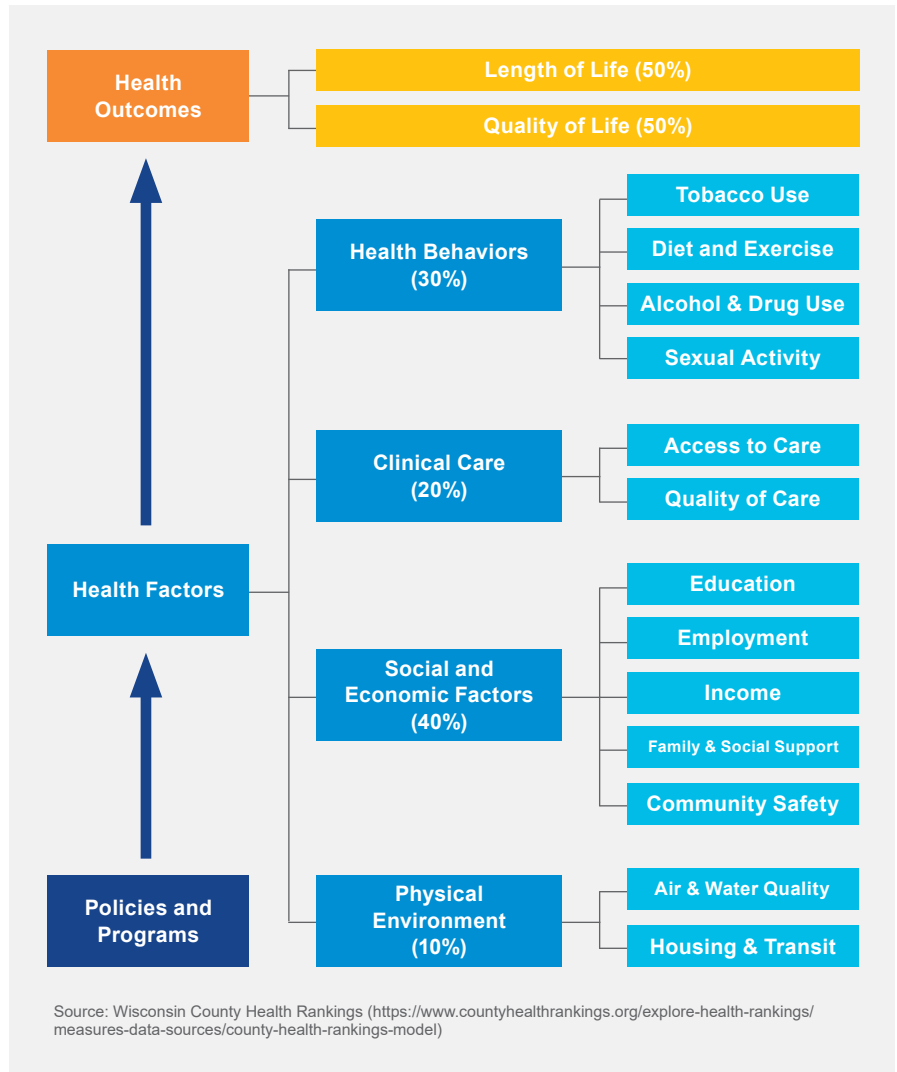 Health
Outcomes
Length of Life (50%)
Quality of Life (50%)
Health Behaviors
(30%)
Tobacco Use
Diet and Exercise
Alcohol & Drug Use
Sexual Activity
Clinical Care
(20%)
Access to Care
Quality of Care
Health Factors
Social and
Economic Factors
(40%)
Education
Employment
Income
Family & Social Support
Community Safety
Policies and
Programs
Physical
Environment
(10%)
Air & Water Quality
Housing & Transit
Source: Wisconsin County Health Rankings (https://www.countyhealthrankings.org/explore-health-rankings/
measures-data-sources/county-health-rankings-model)